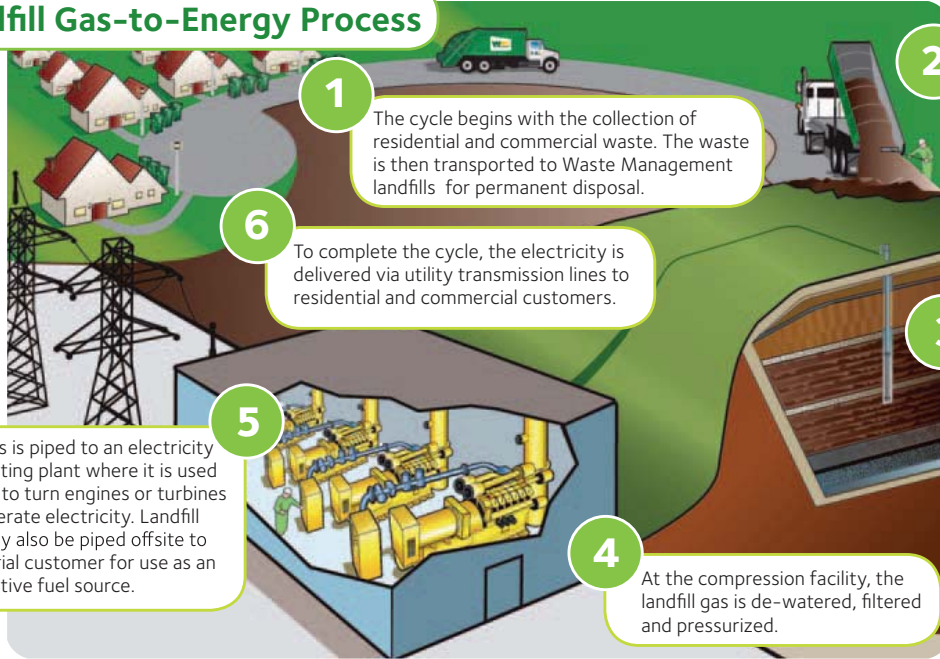 dfill Gas-to-Energy Process
1
The cycle begins with the collection of
residential and commercial waste. The waste
is then transported to Waste Management
landfills for permanent disposal.
2
6
To complete the cycle, the electricity is
delivered via utility transmission lines to
residential and commercial customers.
3
5
s is piped to an electricity
ting plant where it is used
to turn engines or turbines
erate electricity. Landfill
y also be piped offsite to
rial customer for use as an
tive fuel source.
4
At the compression facility, the
landfill gas is de-watered, filtered
and pressurized.